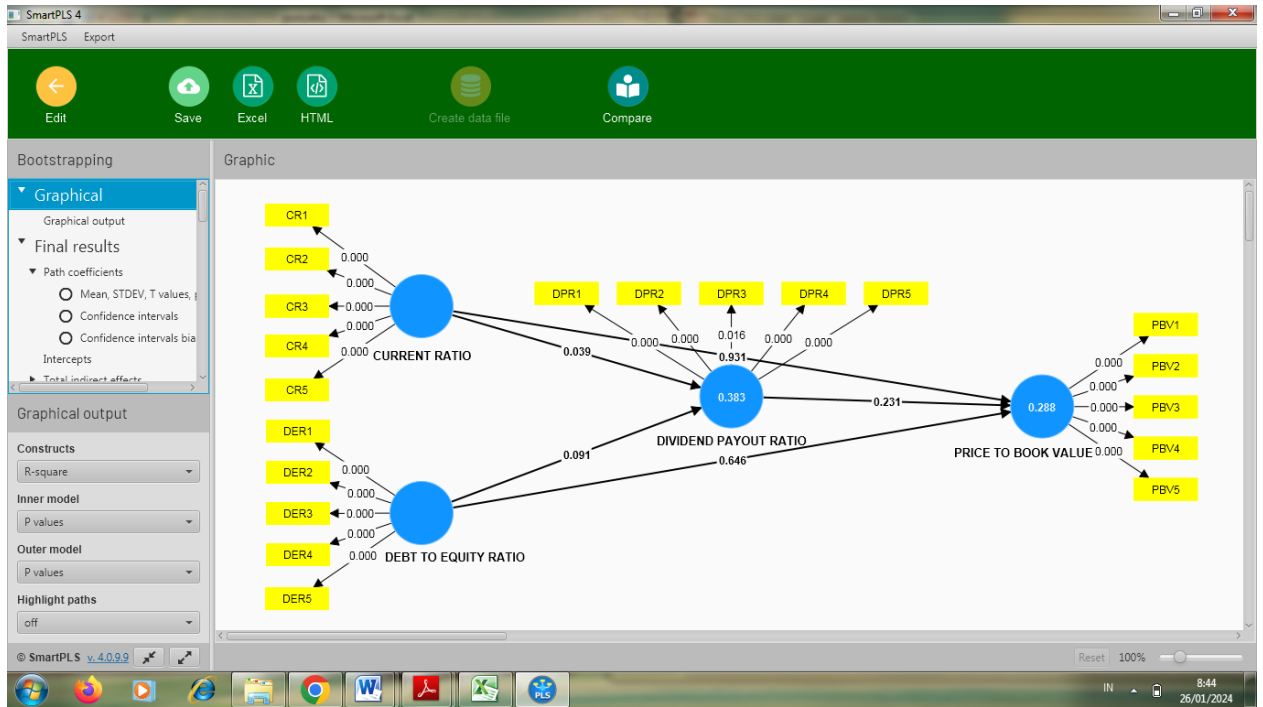 SmartPLS 4
SmartPLS Export
Edit Save Excel HTML Create data file Compare
Bootstrapping
Graphical
Graphical output
Final results
Path coefficients
Mean, STDEV, T values, p
Confidence intervals
Confidence intervals bia
Intercepts
Total indirect effects
Graphical output
Constructs
R-square
Inner model
P values
Outer model
P values
Highlight paths
off
© SmartPLS v. 4.0.9.9
Graphic
CR1
CR2
CR3
CR4
CR5
0.000
0.000
0.000
0.000
0.000
CURRENT RATIO
DER1
DER2
DER3
DER4
DER5
0.000
0.000
0.000
0.000
0.000
DEBT TO EQUITY RATIO
DPR1 DPR2 DPR3 DPR4 DPR5
0.000 0.000 0.016 0.000 0.000
0.383
DIVIDEND PAYOUT RATIO
0.039
0.931
0.231
0.091
0.646
0.288
PRICE TO BOOK VALUE
0.000
0.000
0.000
0.000
0.000
PBV1
PBV2
PBV3
PBV4
PBV5
Reset 100%
PLS
IN
8:44
26/01/2024